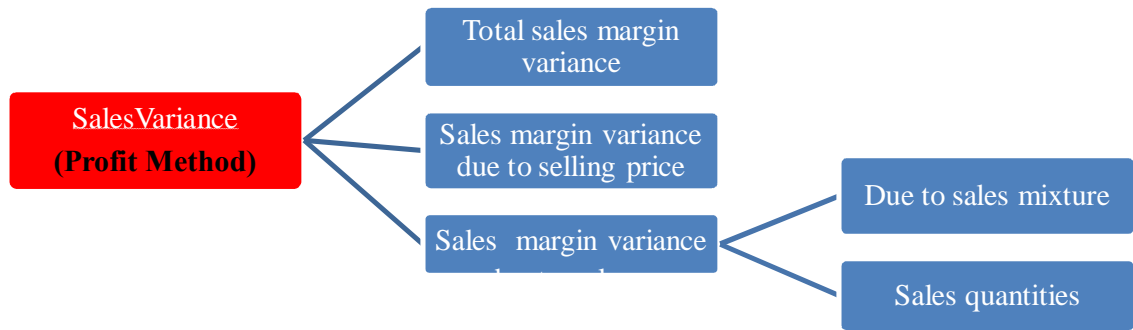 Total sales margin
variance
SalesVariance
(Profit Method)
Sales margin variance
due to selling price
Sales margin variance
Due to sales mixture
Sales quantities